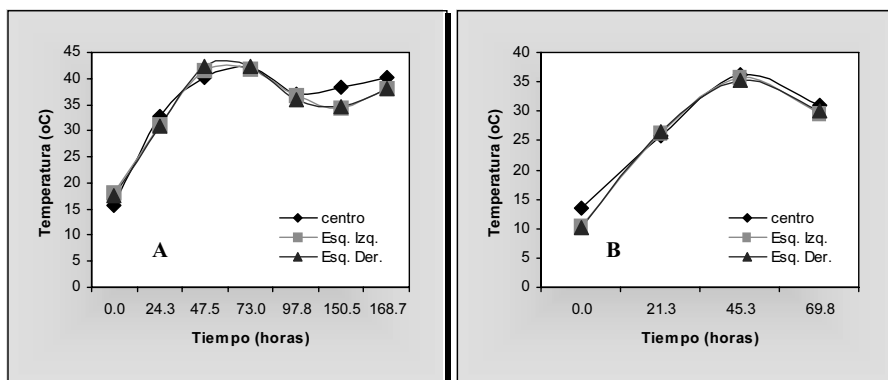 45
40
35
30
25
20
15
10
5
0
Temperatura (oC)
centro
Esq. Izq.
Esq. Der.
A
0.0 24.3 47.5 73.0 97.8 150.5 168.7
Tiempo (horas)
40
35
30
25
20
15
10
5
0
Temperatura (oC)
centro
Esq. Izq.
Esq. Der.
B
0.0 21.3 45.3 69.8
Tiempo (horas)